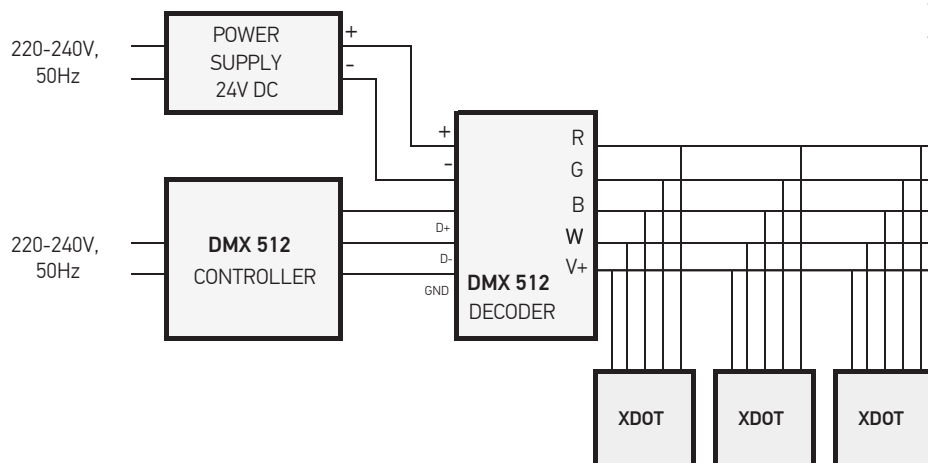 220-240V,
50Hz
POWER
SUPPLY
24V DC
+
-
+
-
D+
D-
GND
220-240V,
50Hz
DMX 512
CONTROLLER
DMX 512
DECODER
R
G
B
W
V+
XDOT
XDOT
XDOT